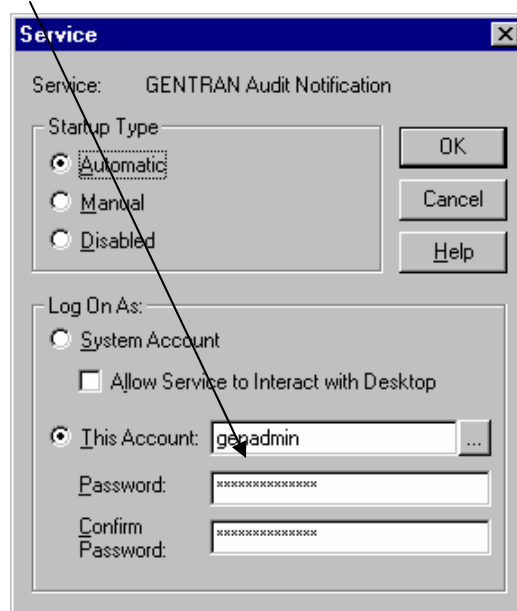 Service
Service: GENTRAN Audit Notification
Startup Type
Automatic
Manual
Disabled
OK
Cancel
Help
Log On As:
System Account
Allow Service to Interact with Desktop
This Account: genadmin ...
Password: **************
Confirm Password: **************